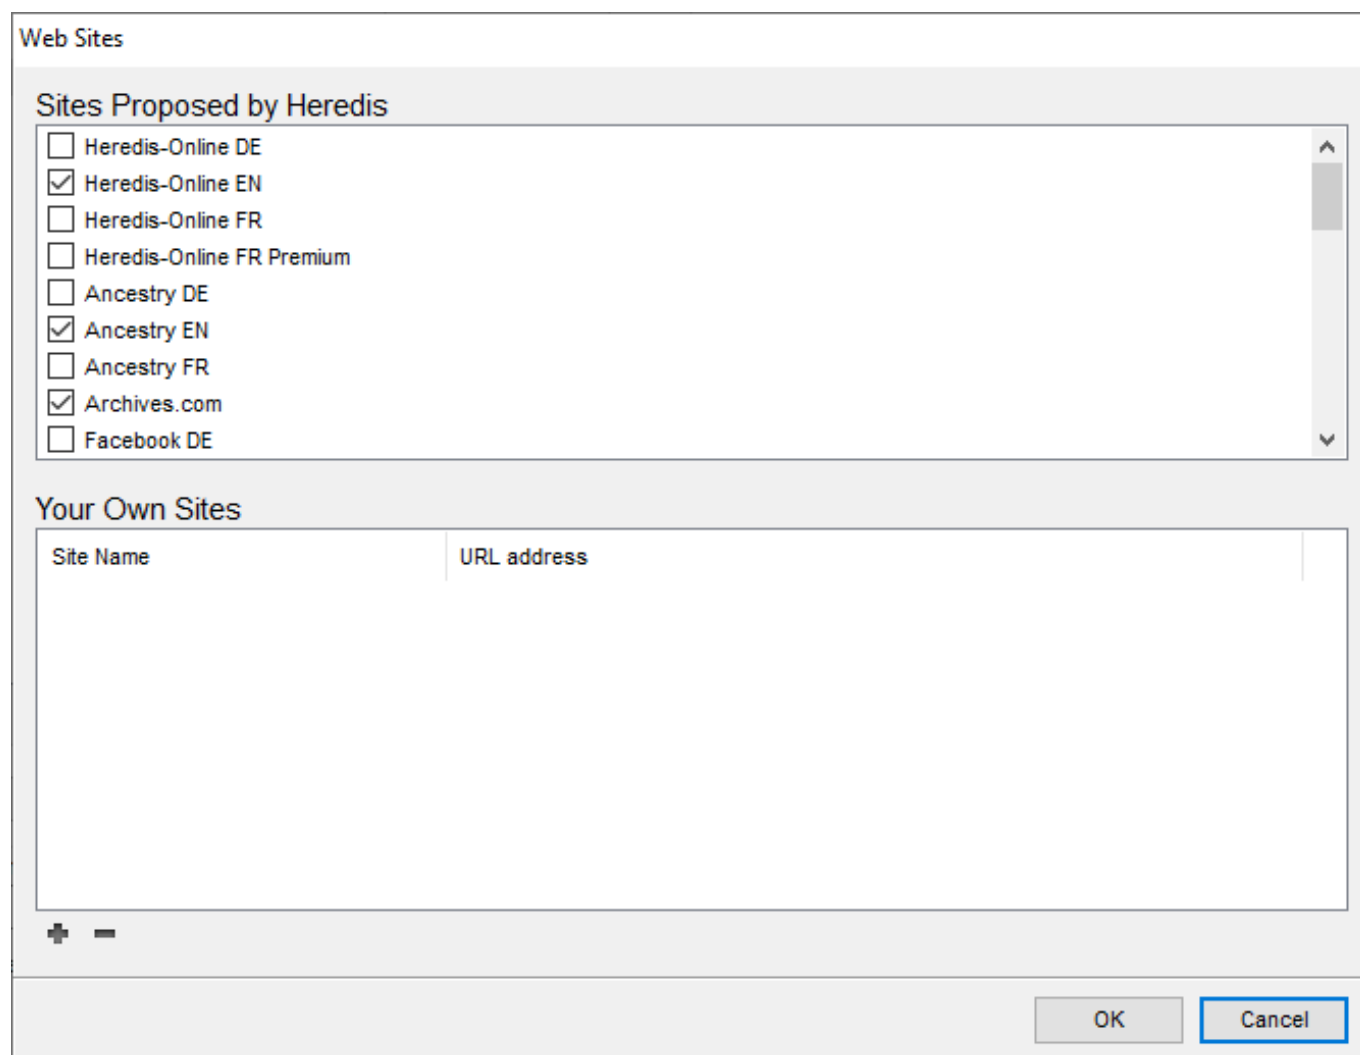 Web Sites
Sites Proposed by Heredis
Heredis-Online DE
Heredis-Online EN
Heredis-Online FR
Heredis-Online FR Premium
Ancestry DE
Ancestry EN
Ancestry FR
Archives.com
Facebook DE
Your Own Sites
Site Name URL address
OK Cancel